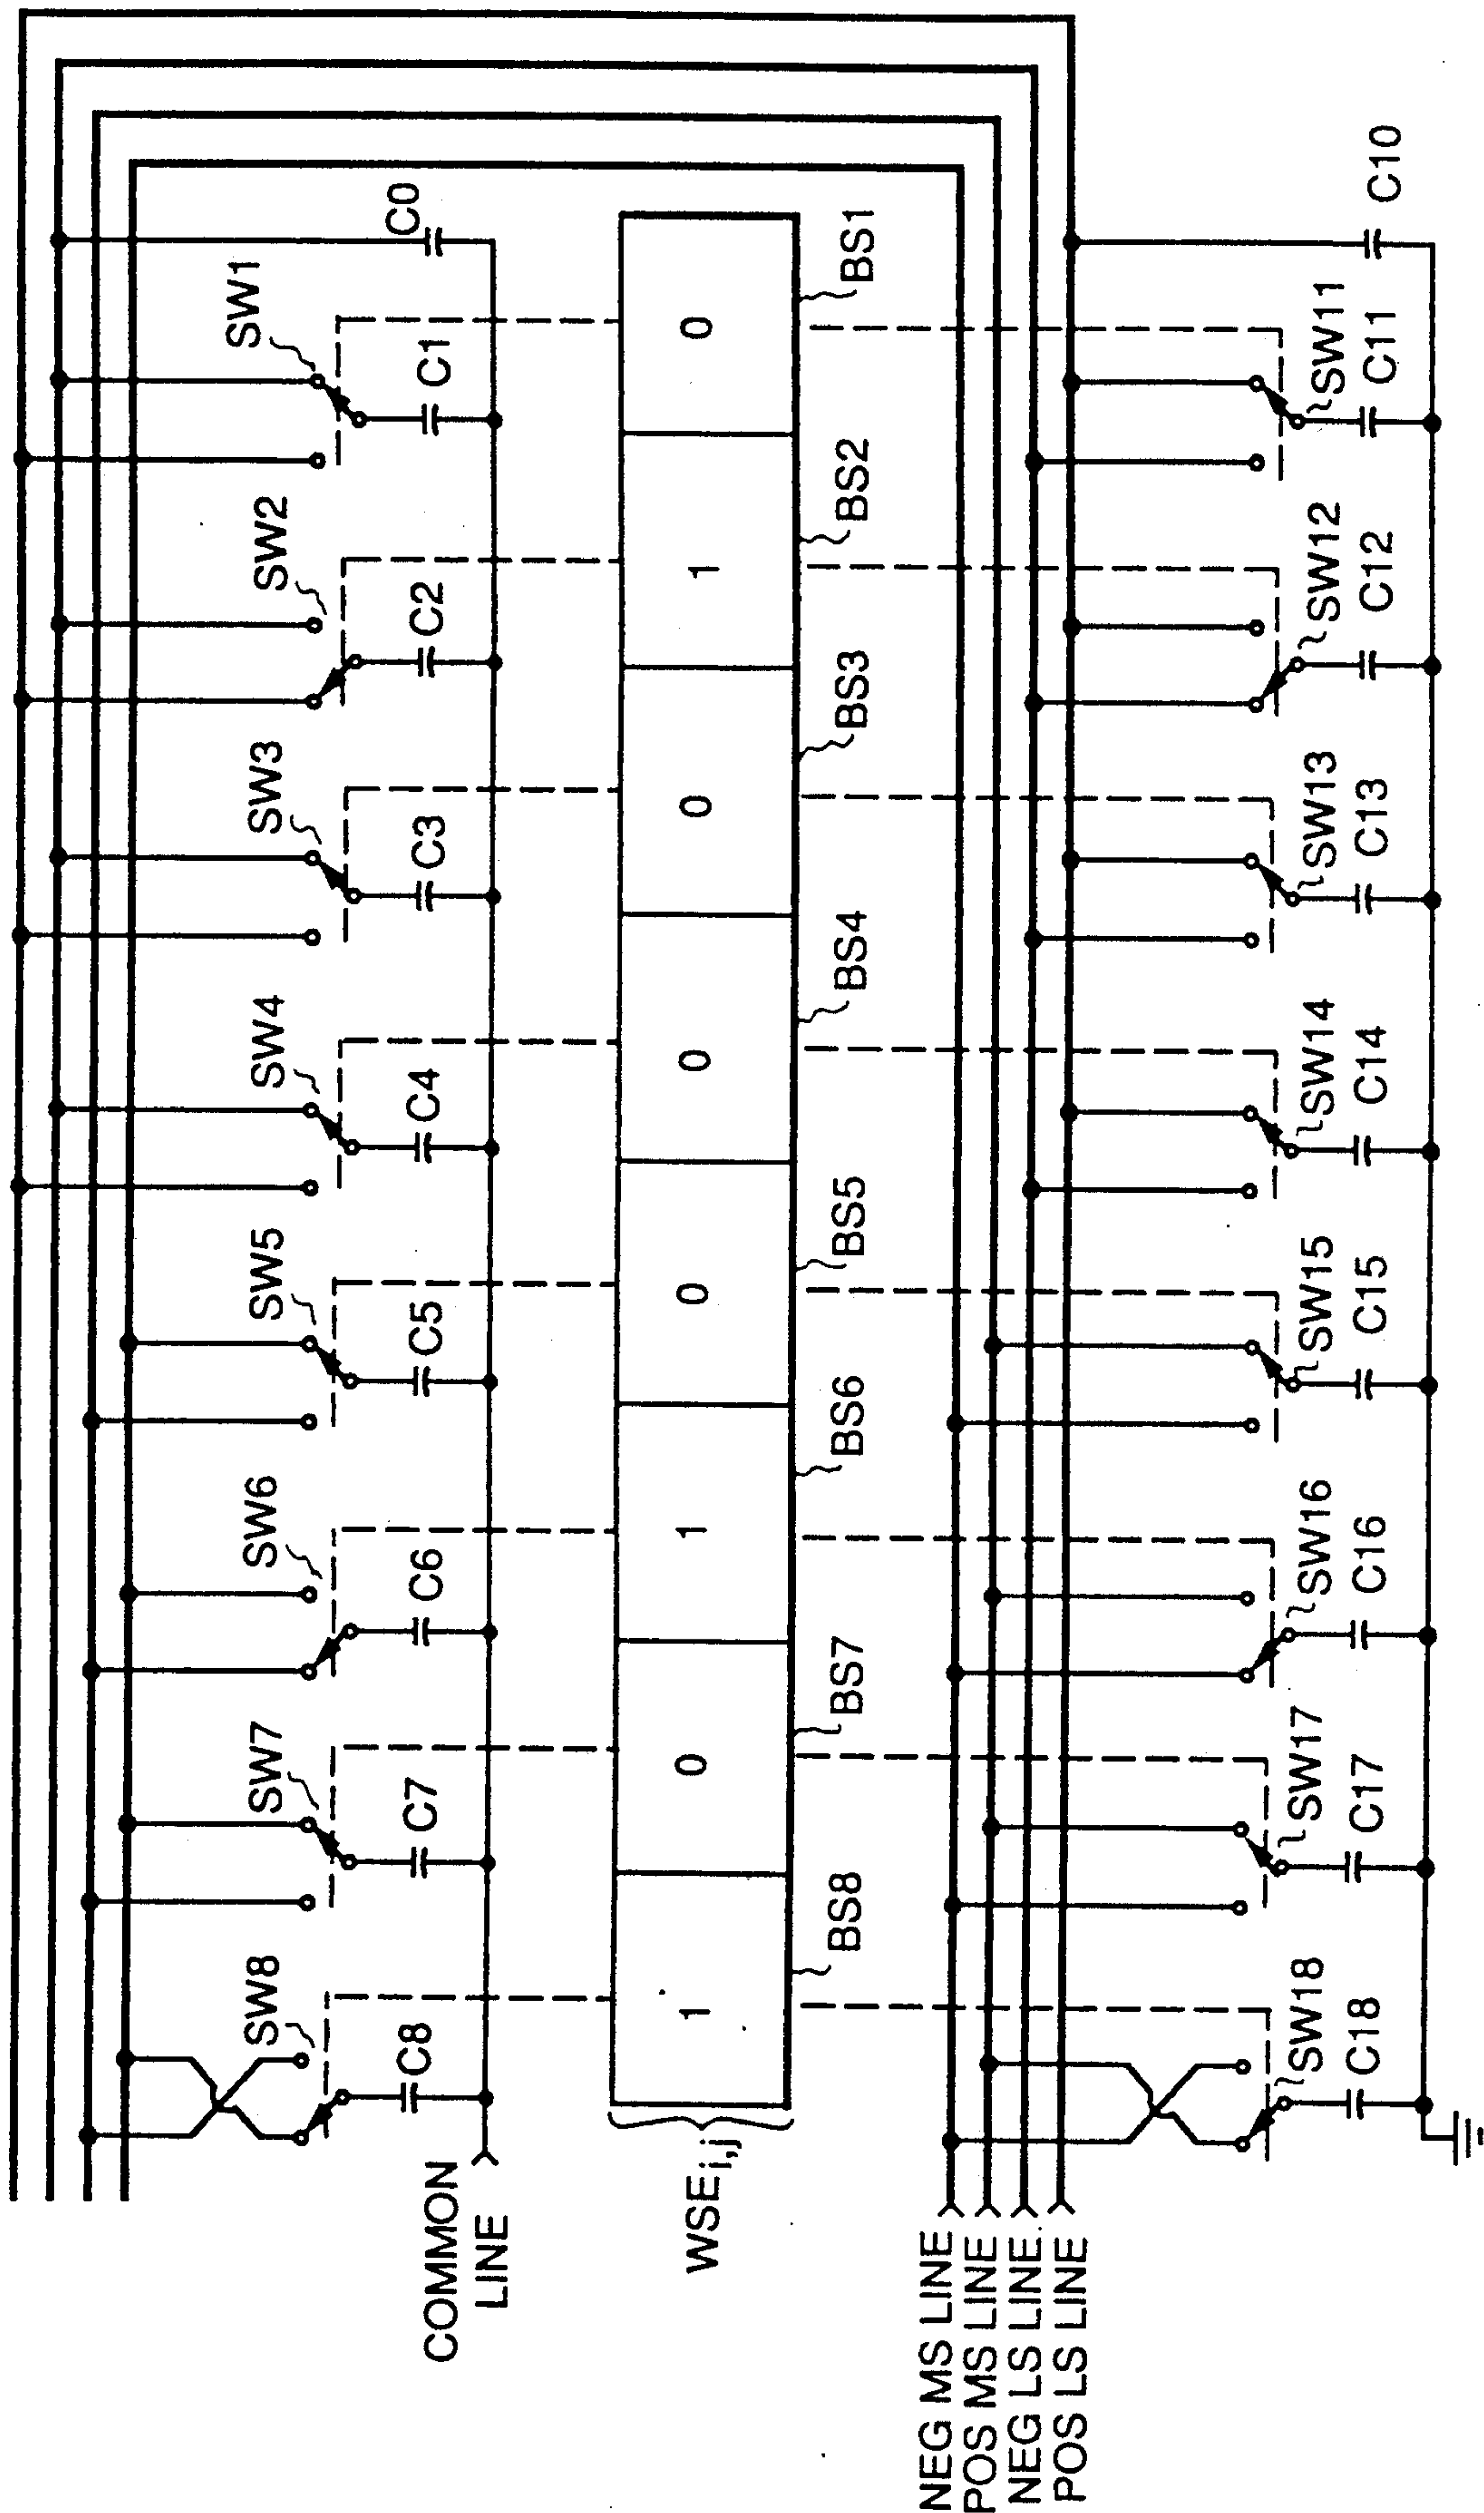 SW8
SW7
SW6
SW5
SW4
SW3
SW2
SW1
C8
C7
C6
C5
C4
C3
C2
C1
C0
COMMON
LINE
WSEi,j
1
0
1
0
0
0
1
0
BS8
BS7
BS6
BS5
BS4
BS3
BS2
BS1
NEG MS LINE
POS MS LINE
NEG LS LINE
POS LS LINE
SW18
SW17
SW16
SW15
SW14
SW13
SW12
SW11
C18
C17
C16
C15
C14
C13
C12
C11
C10